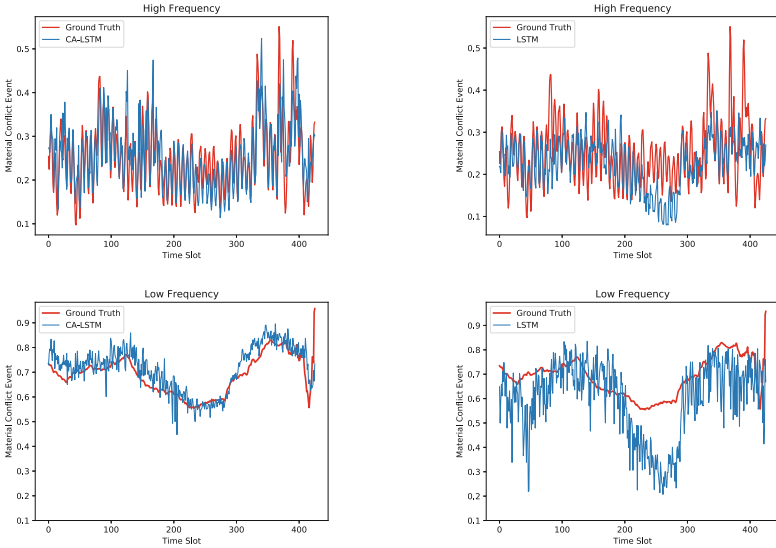 High Frequency
Ground Truth
CA-LSTM
Material Conflict Event
0.5
0.4
0.3
0.2
0.1
0
100
200
300
400
Time Slot
High Frequency
Ground Truth
LSTM
Material Conflict Event
0.5
0.4
0.3
0.2
0.1
0
100
200
300
400
Time Slot
Low Frequency
Ground Truth
CA-LSTM
Material Conflict Event
0.9
0.8
0.7
0.6
0.5
0.4
0.3
0.2
0.1
0
100
200
300
400
Time Slot
Low Frequency
Ground Truth
LSTM
Material Conflict Event
0.9
0.8
0.7
0.6
0.5
0.4
0.3
0.2
0.1
0
100
200
300
400
Time Slot